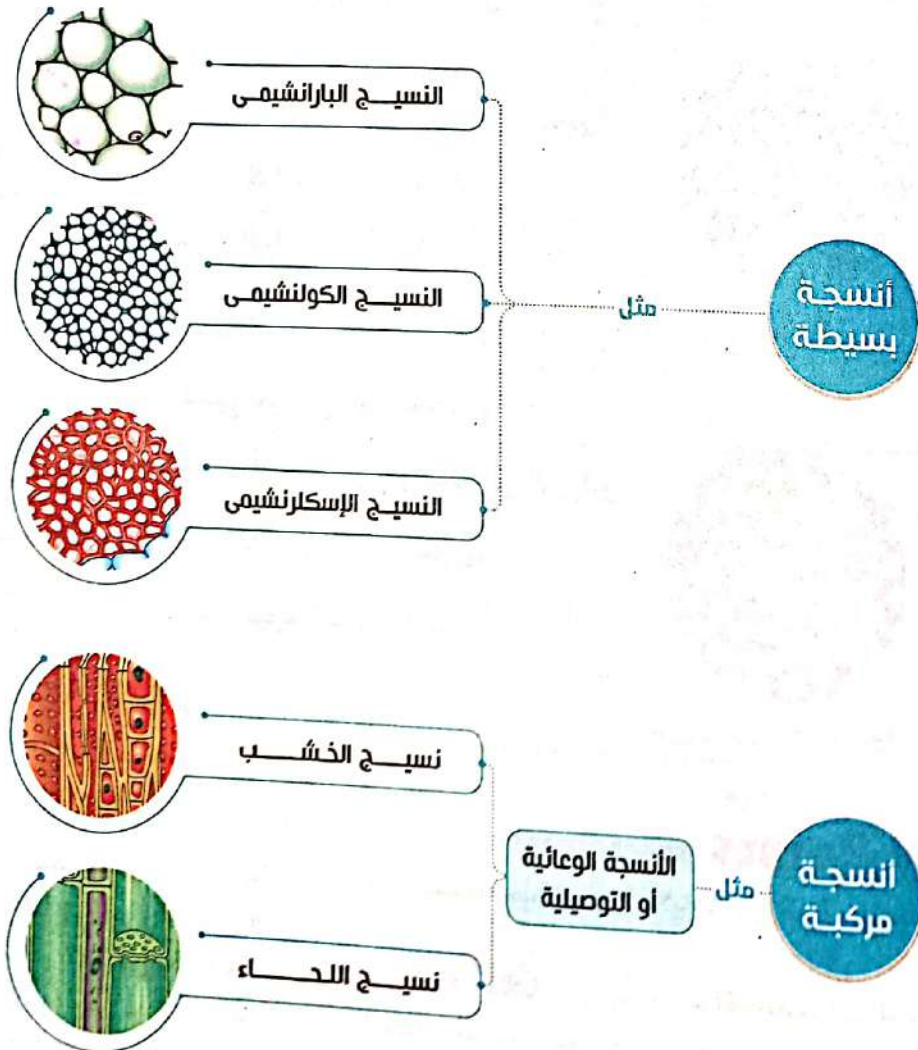 أنسجة
بسيطة
مثل
النسيج البارانشيمى
النسيج الكولنشيمى
النسيج الإسكلرنشيمى
أنسجة
مركبة
مثل
الأنسجة الوعائية
أو التوصيلية
نسيج الخشب
نسيج اللحاء